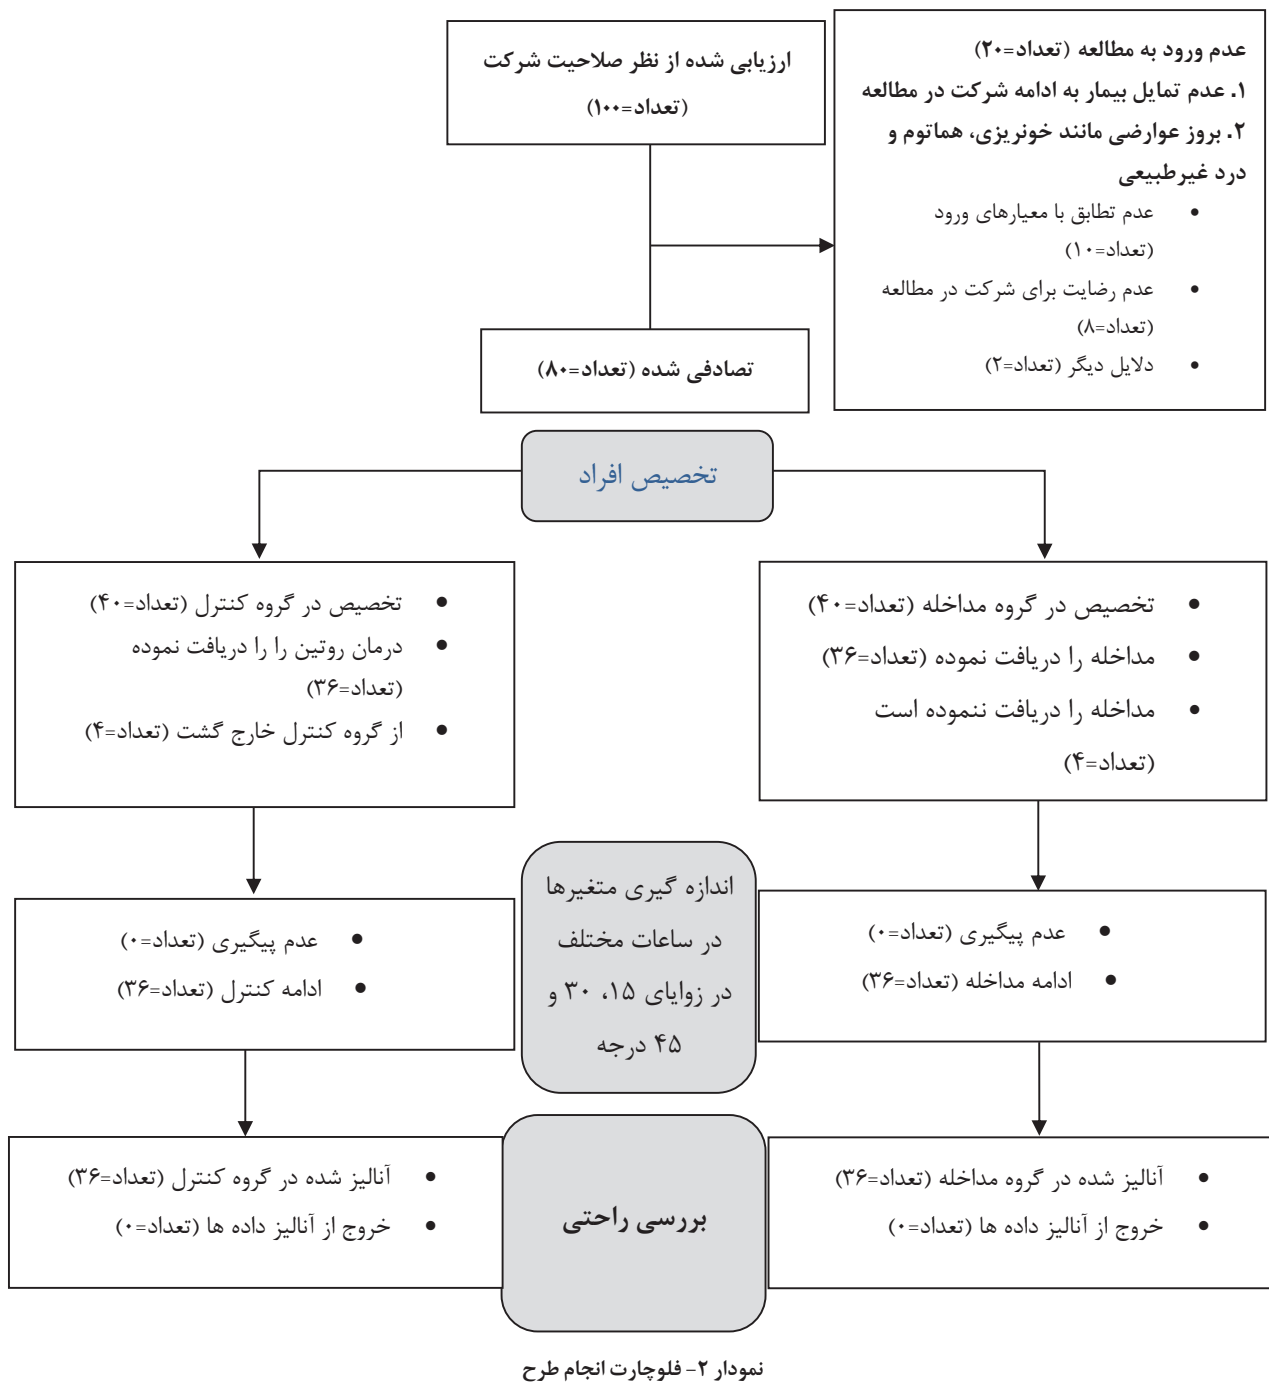 ارزیابی شده از نظر صلاحیت شرکت
(تعداد=۱۰۰)
عدم ورود به مطالعه (تعداد=۲۰)
۱. عدم تمایل بیمار به ادامه شرکت در مطالعه
۲. بروز عوارضی مانند خونریزی، هماتوم و
درد غیرطبیعی
• عدم تطابق با معیارهای ورود
(تعداد=۱۰)
• عدم رضایت برای شرکت در مطالعه
(تعداد=۸)
• دلایل دیگر (تعداد=۲)
تصادفی شده (تعداد=۸۰)
تخصیص افراد
• تخصیص در گروه مداخله (تعداد=۴۰)
• مداخله را دریافت نموده (تعداد=۳۶)
• مداخله را دریافت ننموده است
(تعداد=۴)
• تخصیص در گروه کنترل (تعداد=۴۰)
• درمان روتین را را دریافت نموده
(تعداد=۳۶)
• از گروه کنترل خارج گشت (تعداد=۴)
اندازه گیری متغیرها
در ساعات مختلف
در زوایای ۱۵، ۳۰ و
۴۵ درجه
• عدم پیگیری (تعداد=۰)
• ادامه مداخله (تعداد=۳۶)
• عدم پیگیری (تعداد=۰)
• ادامه کنترل (تعداد=۳۶)
بررسی راحتی
• آنالیز شده در گروه مداخله (تعداد=۳۶)
• خروج از آنالیز داده ها (تعداد=۰)
• آنالیز شده در گروه کنترل (تعداد=۳۶)
• خروج از آنالیز داده ها (تعداد=۰)
نمودار ۲- فلوچارت انجام طرح